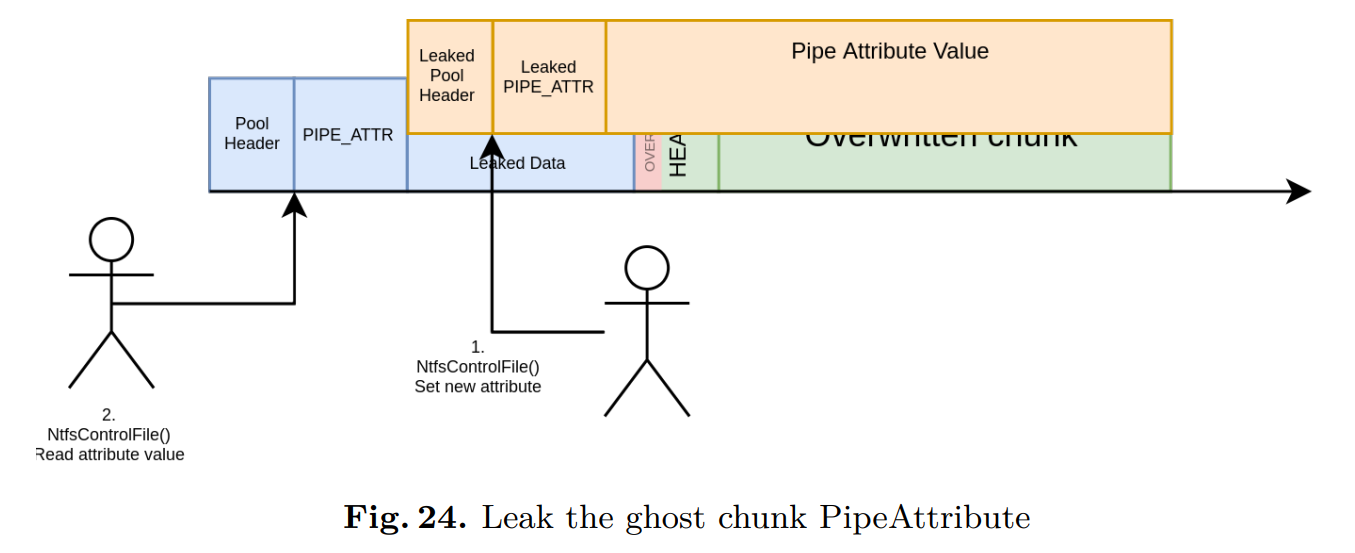 Leaked
Pool
Header
Leaked
PIPE_ATTR
Pipe Attribute Value
Pool
Header
PIPE_ATTR
Leaked Data
OVER
HEA
Overwritten chunk
1.
NtfsControlFile()
Set new attribute
2.
NtfsControlFile()
Read attribute value
Fig. 24. Leak the ghost chunk PipeAttribute